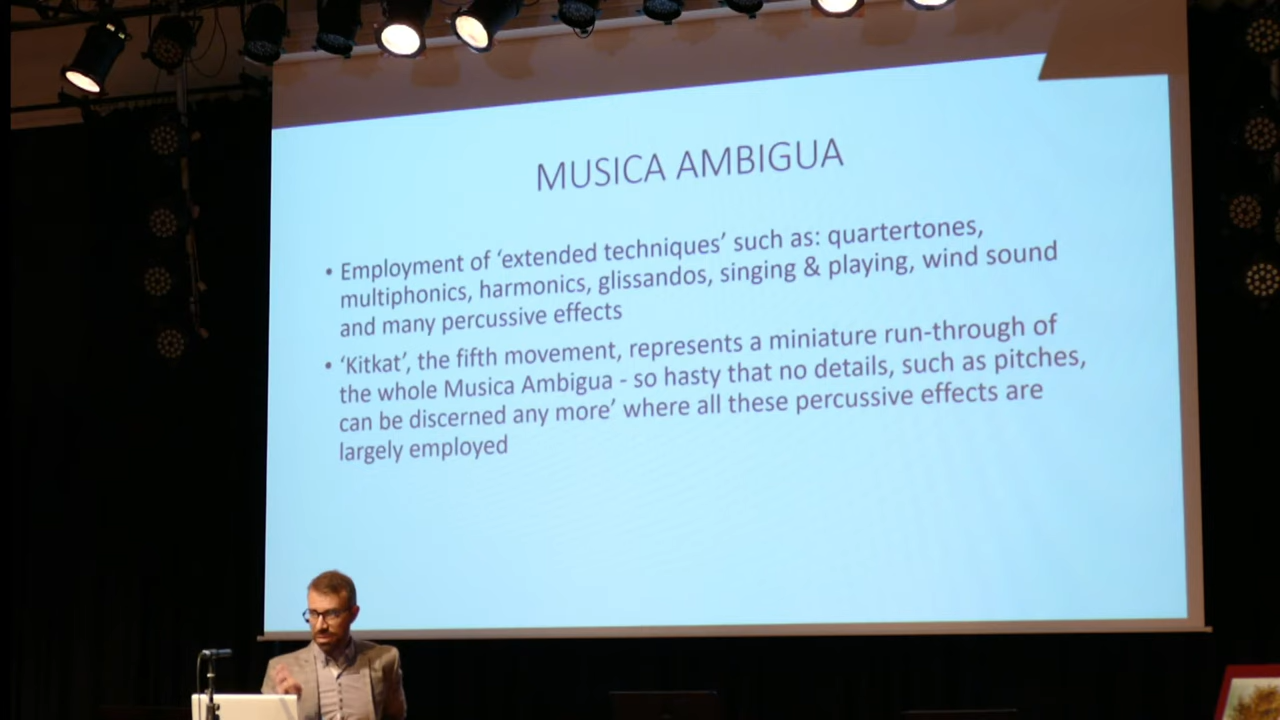 MUSICA AMBIGUA
• Employment of ‘extended techniques’ such as: quartertones,
multiphonics, harmonics, glissandos, singing & playing, wind sound
and many percussive effects
• ‘Kitkat’, the fifth movement, represents a miniature run-through of
the whole Musica Ambigua - so hasty that no details, such as pitches,
can be discerned any more’ where all these percussive effects are
largely employed